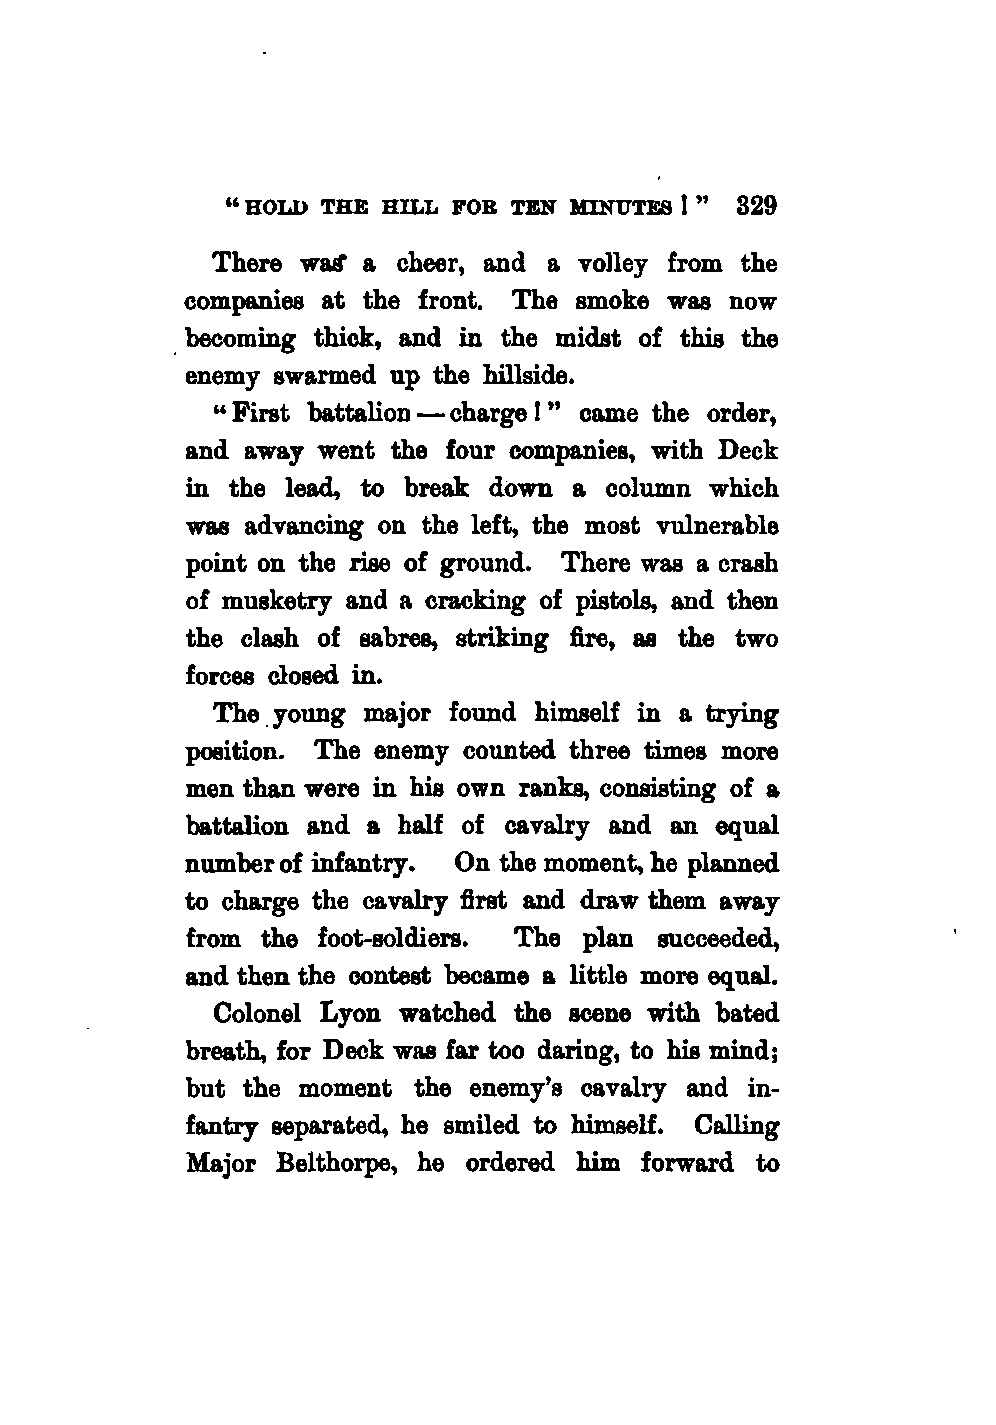 “HOLD THE HILL FOR TEN MINUTES!” 329
There was a cheer, and a volley from the
companies at the front. The smoke was now
becoming thick, and in the midst of this the
enemy swarmed up the hillside.
“First battalion — charge!” came the order,
and away went the four companies, with Deck
in the lead, to break down a column which
was advancing on the left, the most vulnerable
point on the rise of ground. There was a crash
of musketry and a cracking of pistols, and then
the clash of sabres, striking fire, as the two
forces closed in.
The young major found himself in a trying
position. The enemy counted three times more
men than were in his own ranks, consisting of a
battalion and a half of cavalry and an equal
number of infantry. On the moment, he planned
to charge the cavalry first and draw them away
from the foot-soldiers. The plan succeeded,
and then the contest became a little more equal.
Colonel Lyon watched the scene with bated
breath, for Deck was far too daring, to his mind;
but the moment the enemy’s cavalry and in-
fantry separated, he smiled to himself. Calling
Major Belthorpe, he ordered him forward to